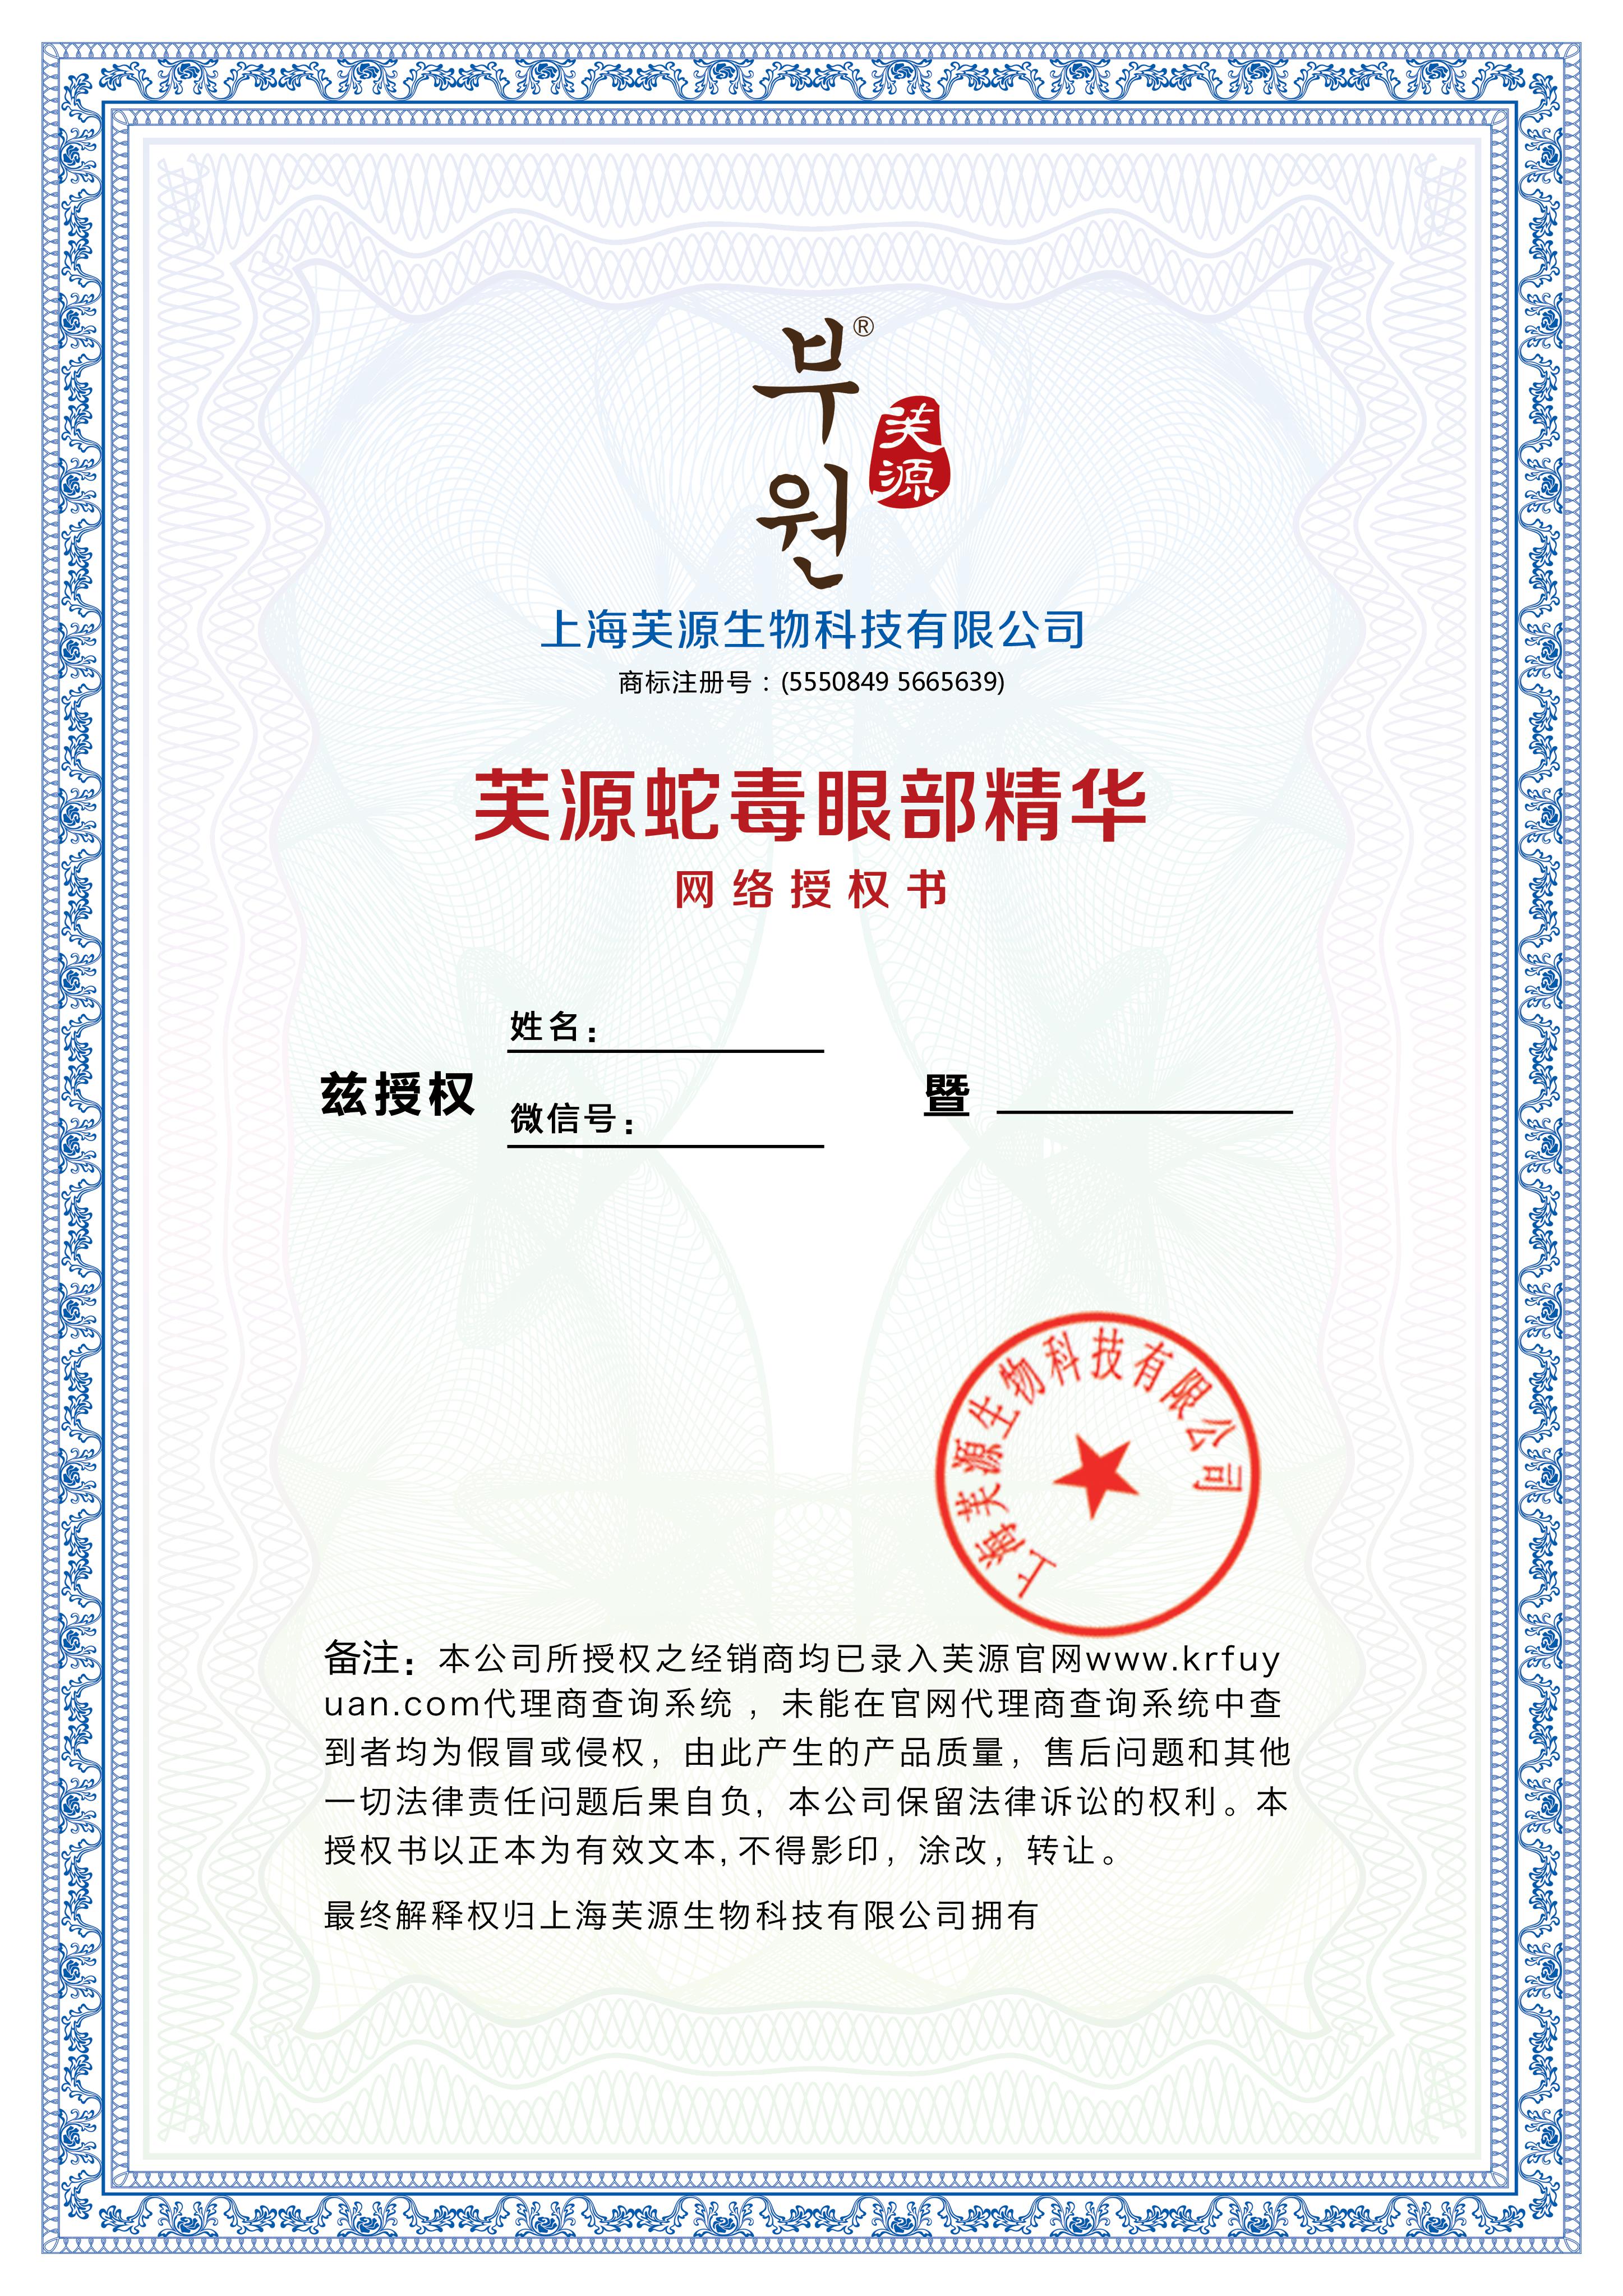 부®
원
芙源
上海芙源生物科技有限公司
商标注册号：(5550849 5665639)
芙源蛇毒眼部精华
网络授权书
姓名：
兹授权
暨
微信号：
上海芙源生物科技有限公司
备注：本公司所授权之经销商均已录入芙源官网www.krfuy
uan.com代理商查询系统，未能在官网代理商查询系统中查
到者均为假冒或侵权，由此产生的产品质量，售后问题和其他
一切法律责任问题后果自负，本公司保留法律诉讼的权利。本
授权书以正本为有效文本,不得影印，涂改，转让。
最终解释权归上海芙源生物科技有限公司拥有